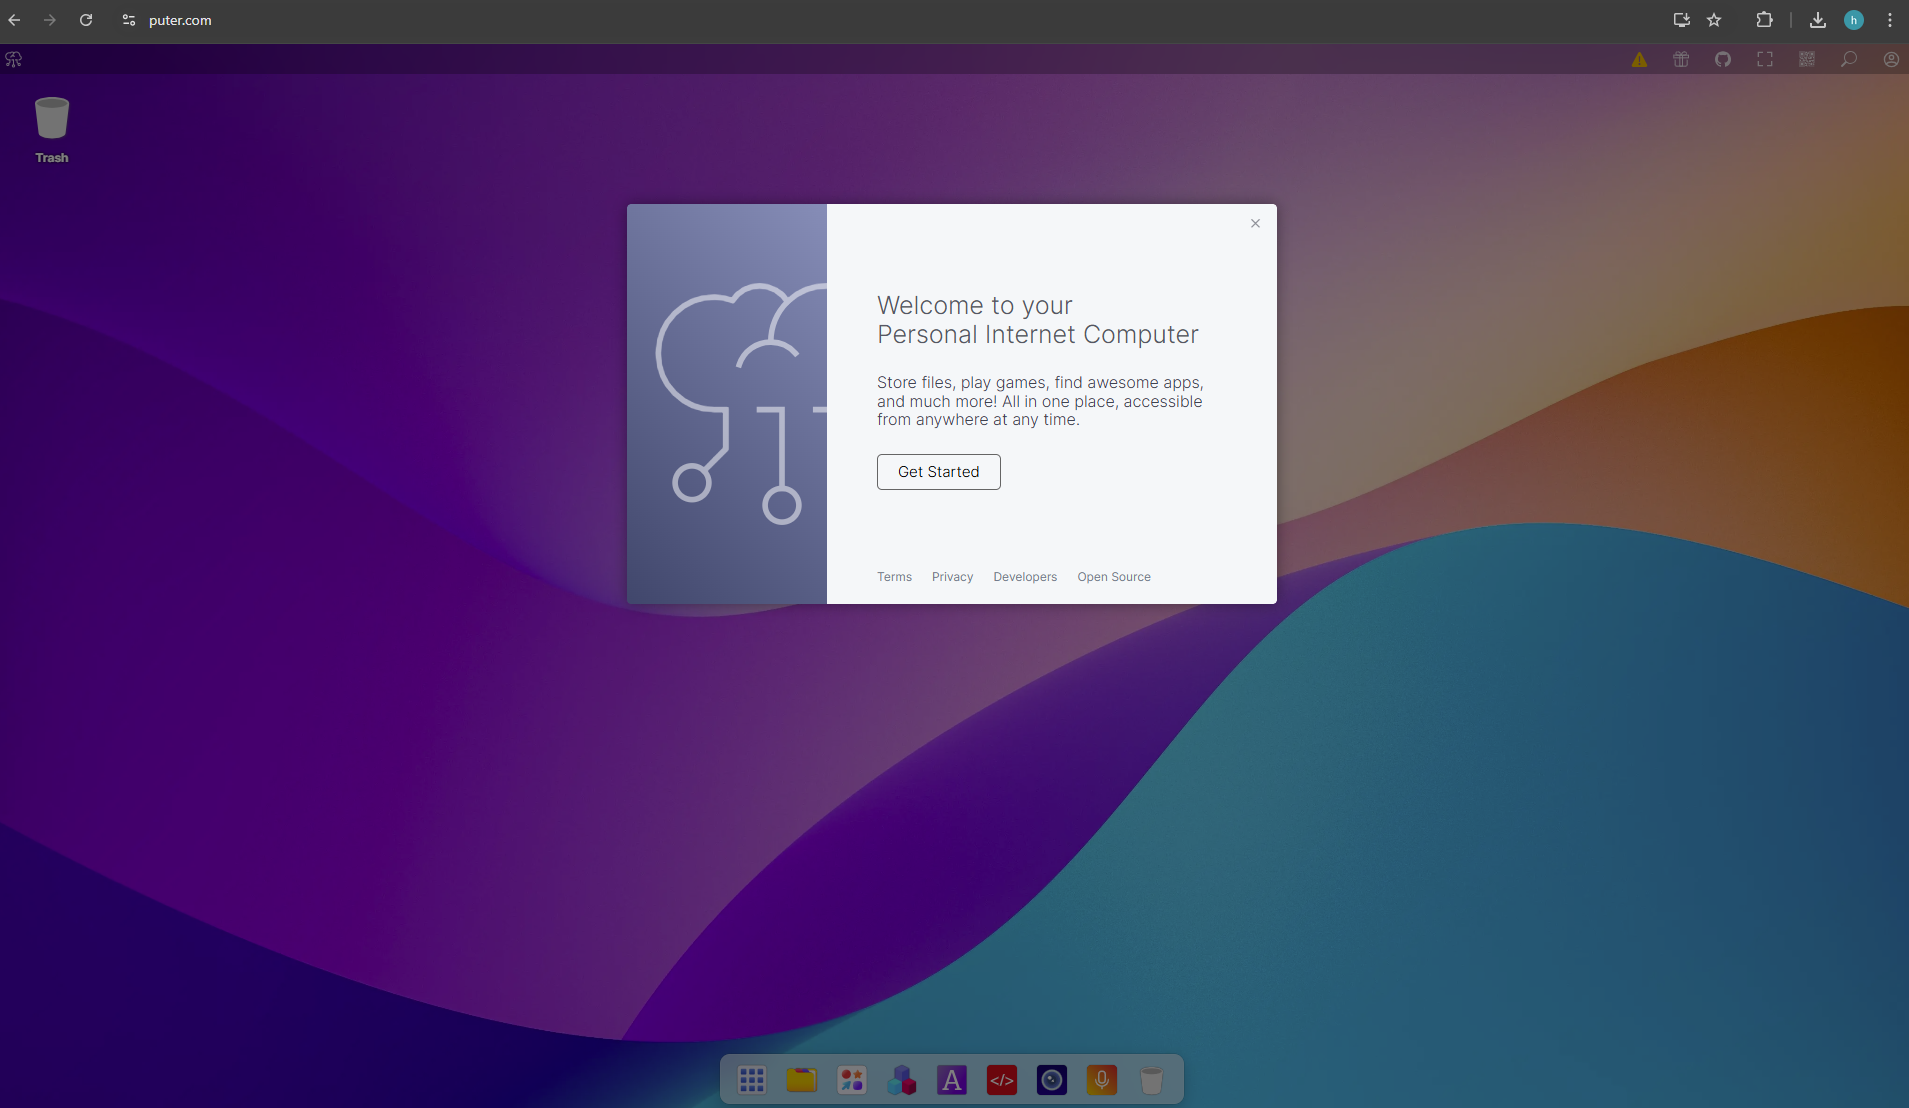 puter.com
h
Trash
Welcome to your
Personal Internet Computer
Store files, play games, find awesome apps,
and much more! All in one place, accessible
from anywhere at any time.
Get Started
Terms Privacy Developers Open Source
A </>